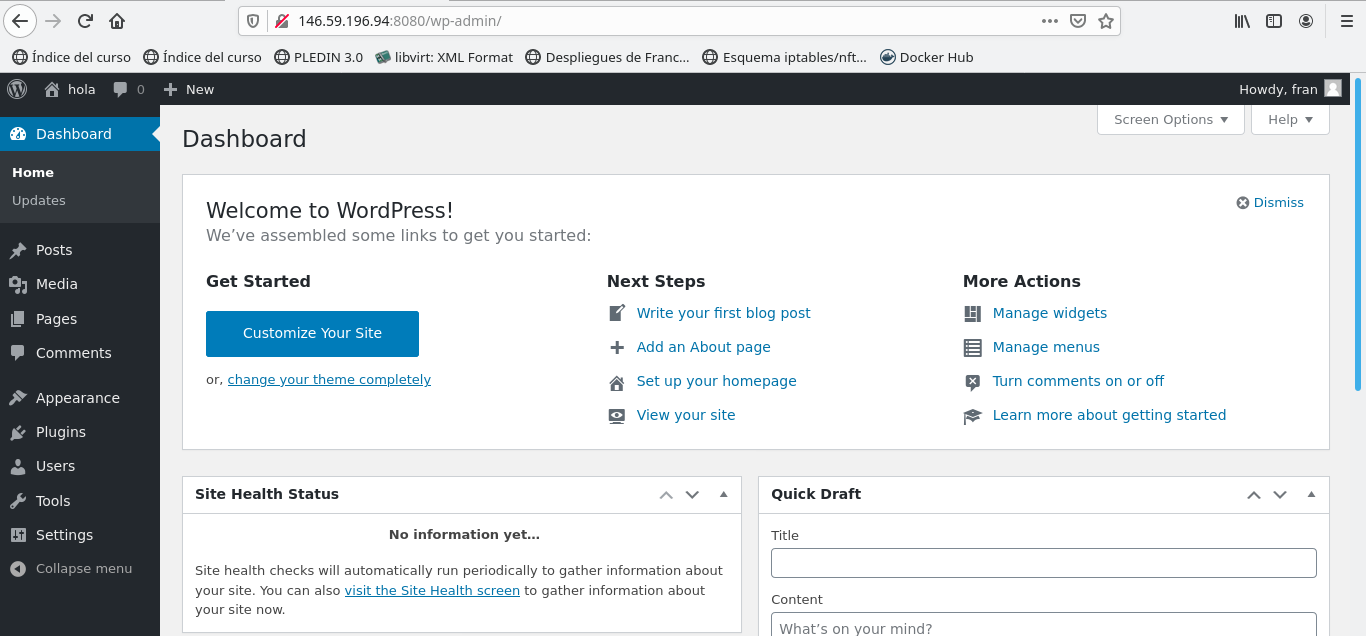 146.59.196.94:8080/wp-admin/
Índice del curso Índice del curso PLEDIN 3.0 libvirt: XML Format Despliegues de Franc... Esquema iptables/nft... Docker Hub
hola 0 New Howdy, fran
Dashboard
Home
Updates
Posts
Media
Pages
Comments
Appearance
Plugins
Users
Tools
Settings
Collapse menu
Screen Options Help
Dashboard
Welcome to WordPress!
Dismiss
We've assembled some links to get you started:
Get Started
Customize Your Site
or, change your theme completely
Next Steps
Write your first blog post
Add an About page
Set up your homepage
View your site
More Actions
Manage widgets
Manage menus
Turn comments on or off
Learn more about getting started
Site Health Status
No information yet…
Site health checks will automatically run periodically to gather information about
your site. You can also visit the Site Health screen to gather information about
your site now.
Quick Draft
Title
Content
What's on your mind?